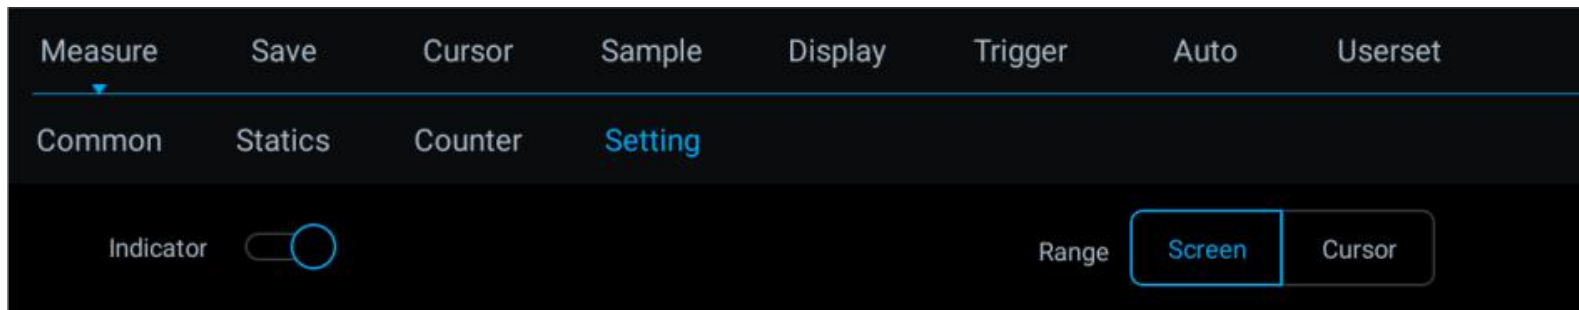 Measure Save Cursor Sample Display Trigger Auto Userset
Common Statics Counter Setting
Indicator Range Screen Cursor